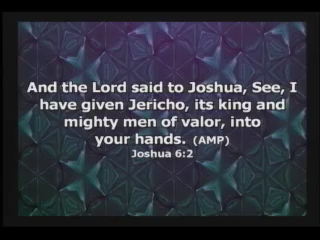 And the Lord said to Joshua, See, I
have given Jericho, its king and
mighty men of valor, into
your hands. (AMP)
Joshua 6:2